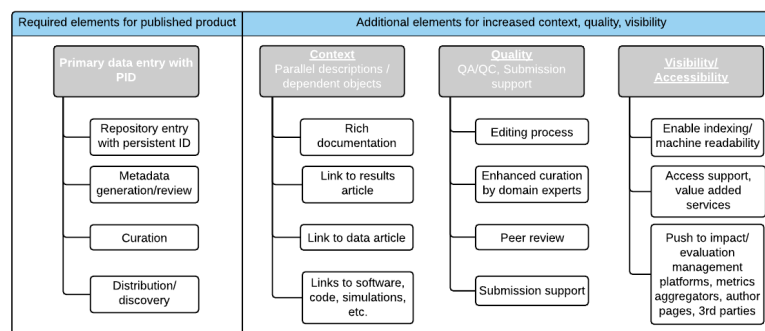 Required elements for published product
Additional elements for increased context, quality, visibility
Primary data entry with
PID
Repository entry
with persistent ID
Metadata
generation/review
Curation
Distribution/
discovery
Context
Parallel descriptions /
dependent objects
Rich
documentation
Link to results
article
Link to data article
Links to software,
code, simulations,
etc.
Quality
QA/QC, Submission
support
Editing process
Enhanced curation
by domain experts
Peer review
Submission support
Visibility/
Accessibility
Enable indexing/
machine readability
Access support,
value added
services
Push to impact/
evaluation
management
platforms, metrics
aggregators, author
pages, 3rd parties